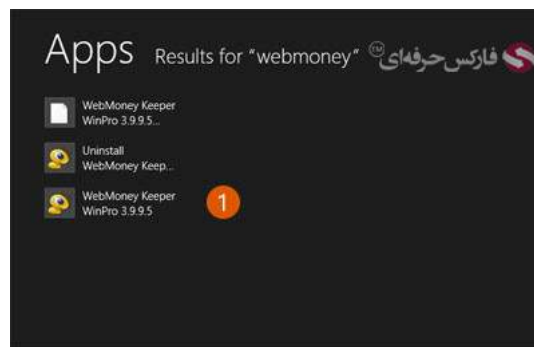 Apps Results for "webmoney"
فارکس حرفه‌ای™
WebMoney Keeper
WinPro 3.9.9.5...
Uninstall
WebMoney Keep...
WebMoney Keeper
WinPro 3.9.9.5
1